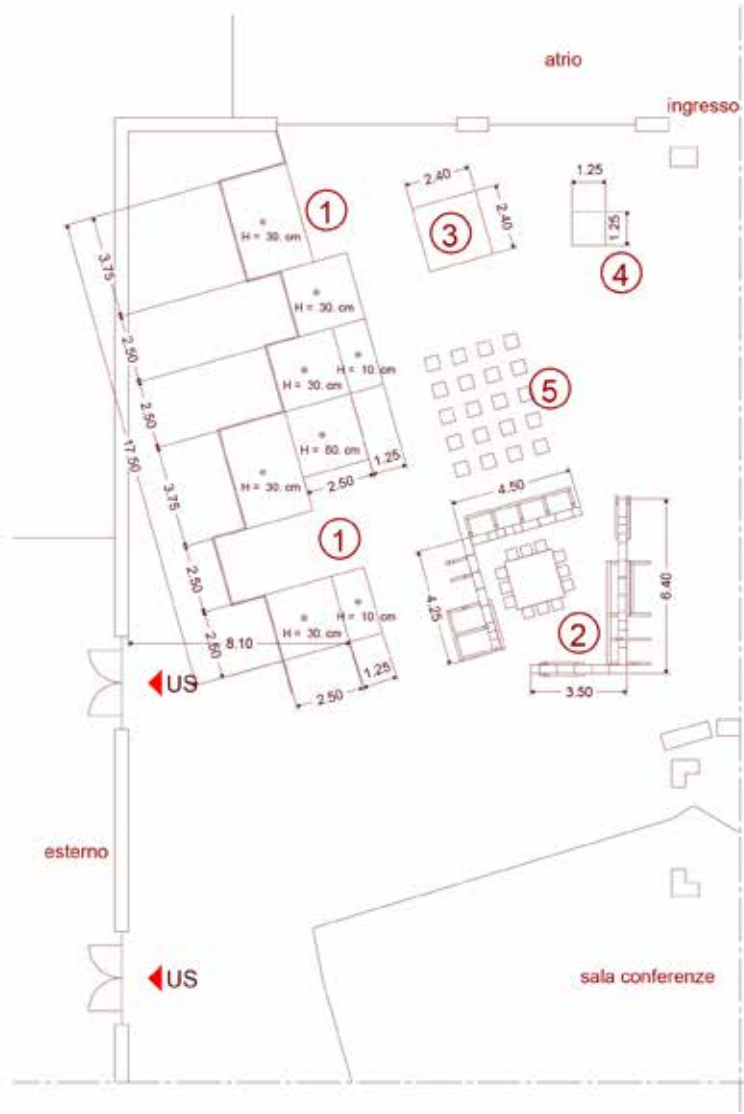 atrio
ingresso
1.25
2.40
1
3
2.40
1.25
H = 30. cm
4
3.75
H = 30. cm
2.50
H = 30. cm
H = 10. cm
5
2.50
17.50
H = 80. cm
1.25
H = 30. cm
2.50
4.50
3.75
1
4.25
6.40
2.50
H = 10. cm
2
8.10
H = 30. cm
2.50
1.25
US
2.50
3.50
esterno
US
sala conferenze